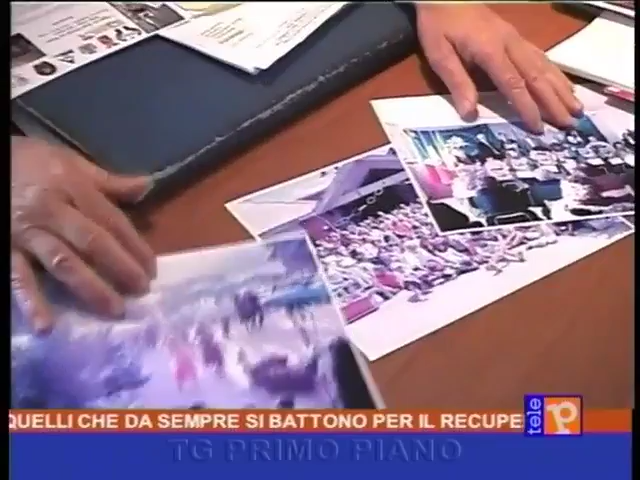 QUELLI CHE DA SEMPRE SI BATTONO PER IL RECUPE
tele p
TG PRIMO PIANO